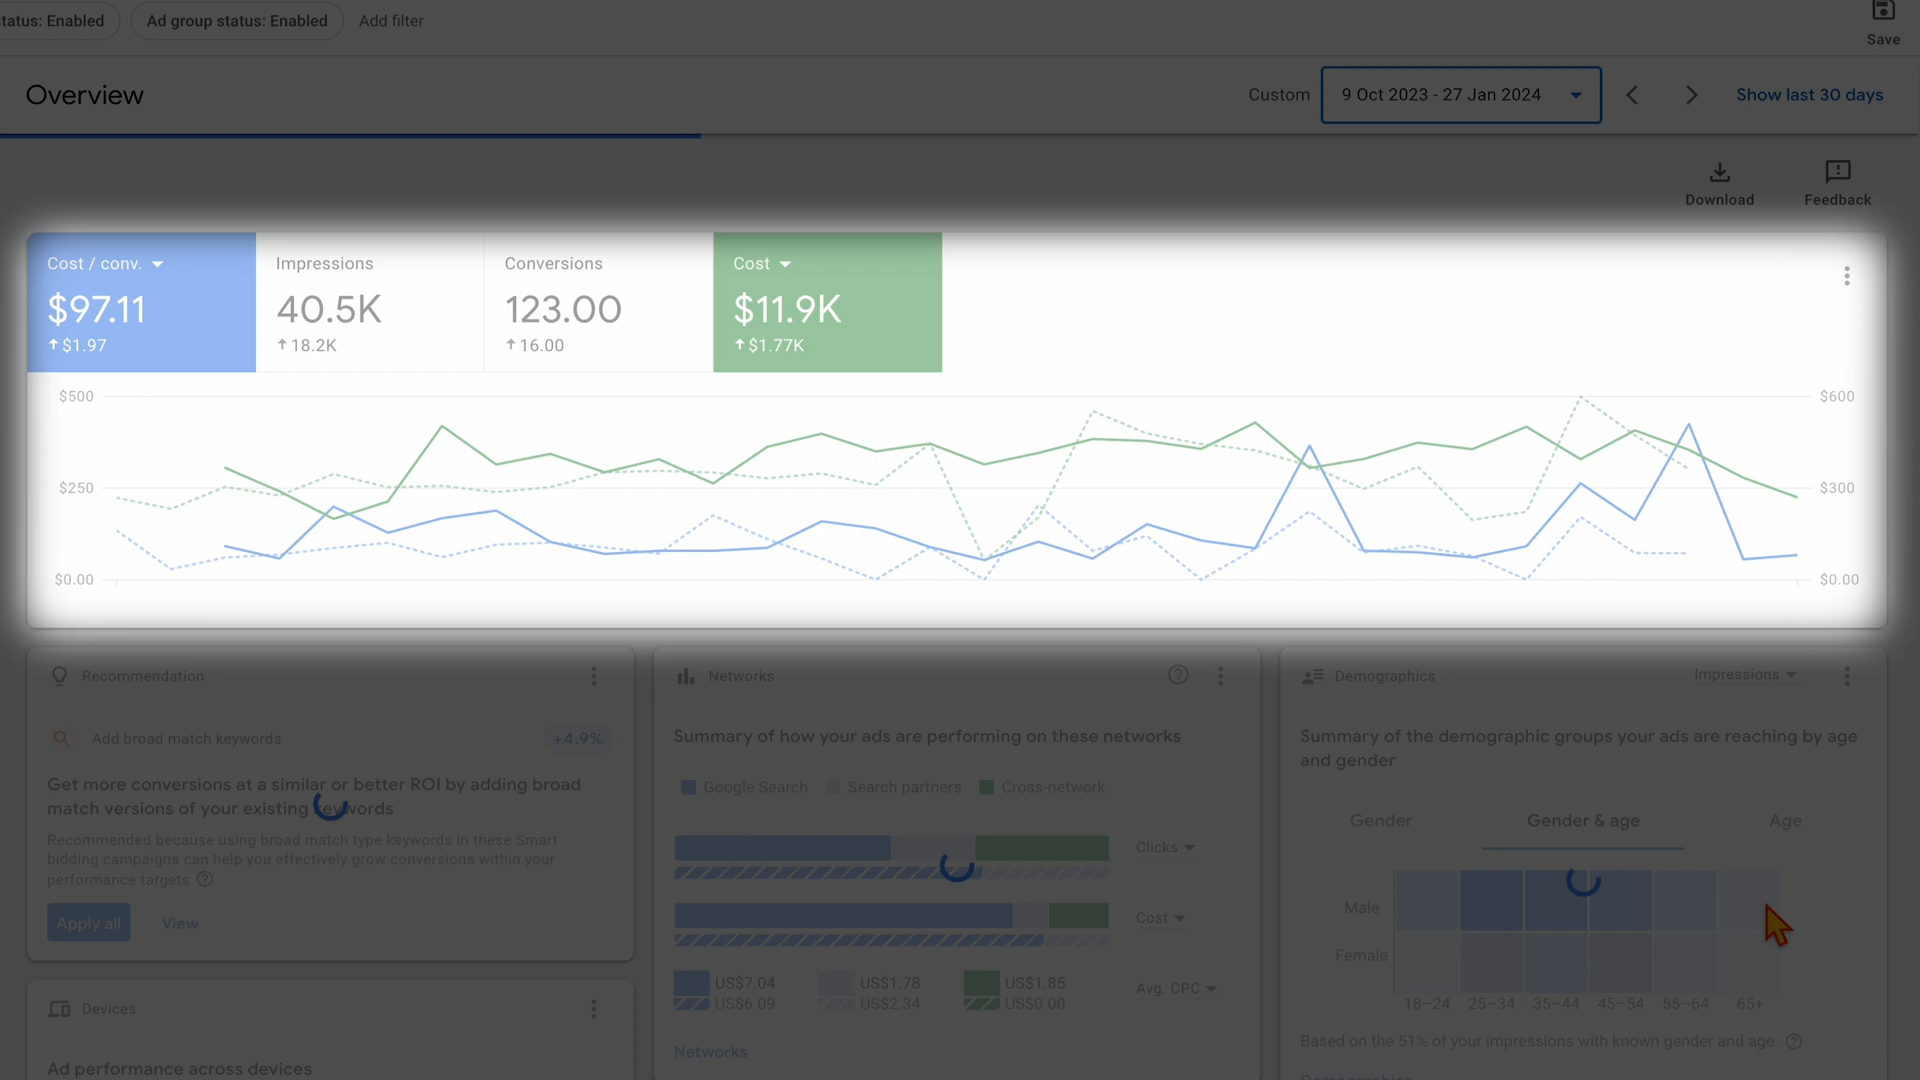 status: Enabled
Ad group status: Enabled
Add filter
Save
Overview
Custom
9 Oct 2023 - 27 Jan 2024
Show last 30 days
Download
Feedback
Cost / conv.
$97.11
$1.97
Impressions
40.5K
18.2K
Conversions
123.00
16.00
Cost
$11.9K
$1.77K
$500
$600
$250
$300
$0.00
$0.00
Recommendation
Add broad match keywords
+4.9%
Get more conversions at a similar or better ROI by adding broad
match versions of your existing keywords
Recommended because using broad match type keywords in these Smart
bidding campaigns can help you effectively grow conversions within your
performance targets
Apply all
View
Devices
Ad performance across devices
Networks
Summary of how your ads are performing on these networks
Google Search
Search partners
Cross-network
Clicks
Cost
US$7.04
US$1.78
US$1.85
US$6.09
US$2.34
US$0.00
Avg. CPC
Networks
Demographics
Impressions
Summary of the demographic groups your ads are reaching by age
and gender
Gender
Gender & age
Age
Male
Female
18–24
25–34
35–44
45–54
55–64
65+
Based on the 51% of your impressions with known gender and age.